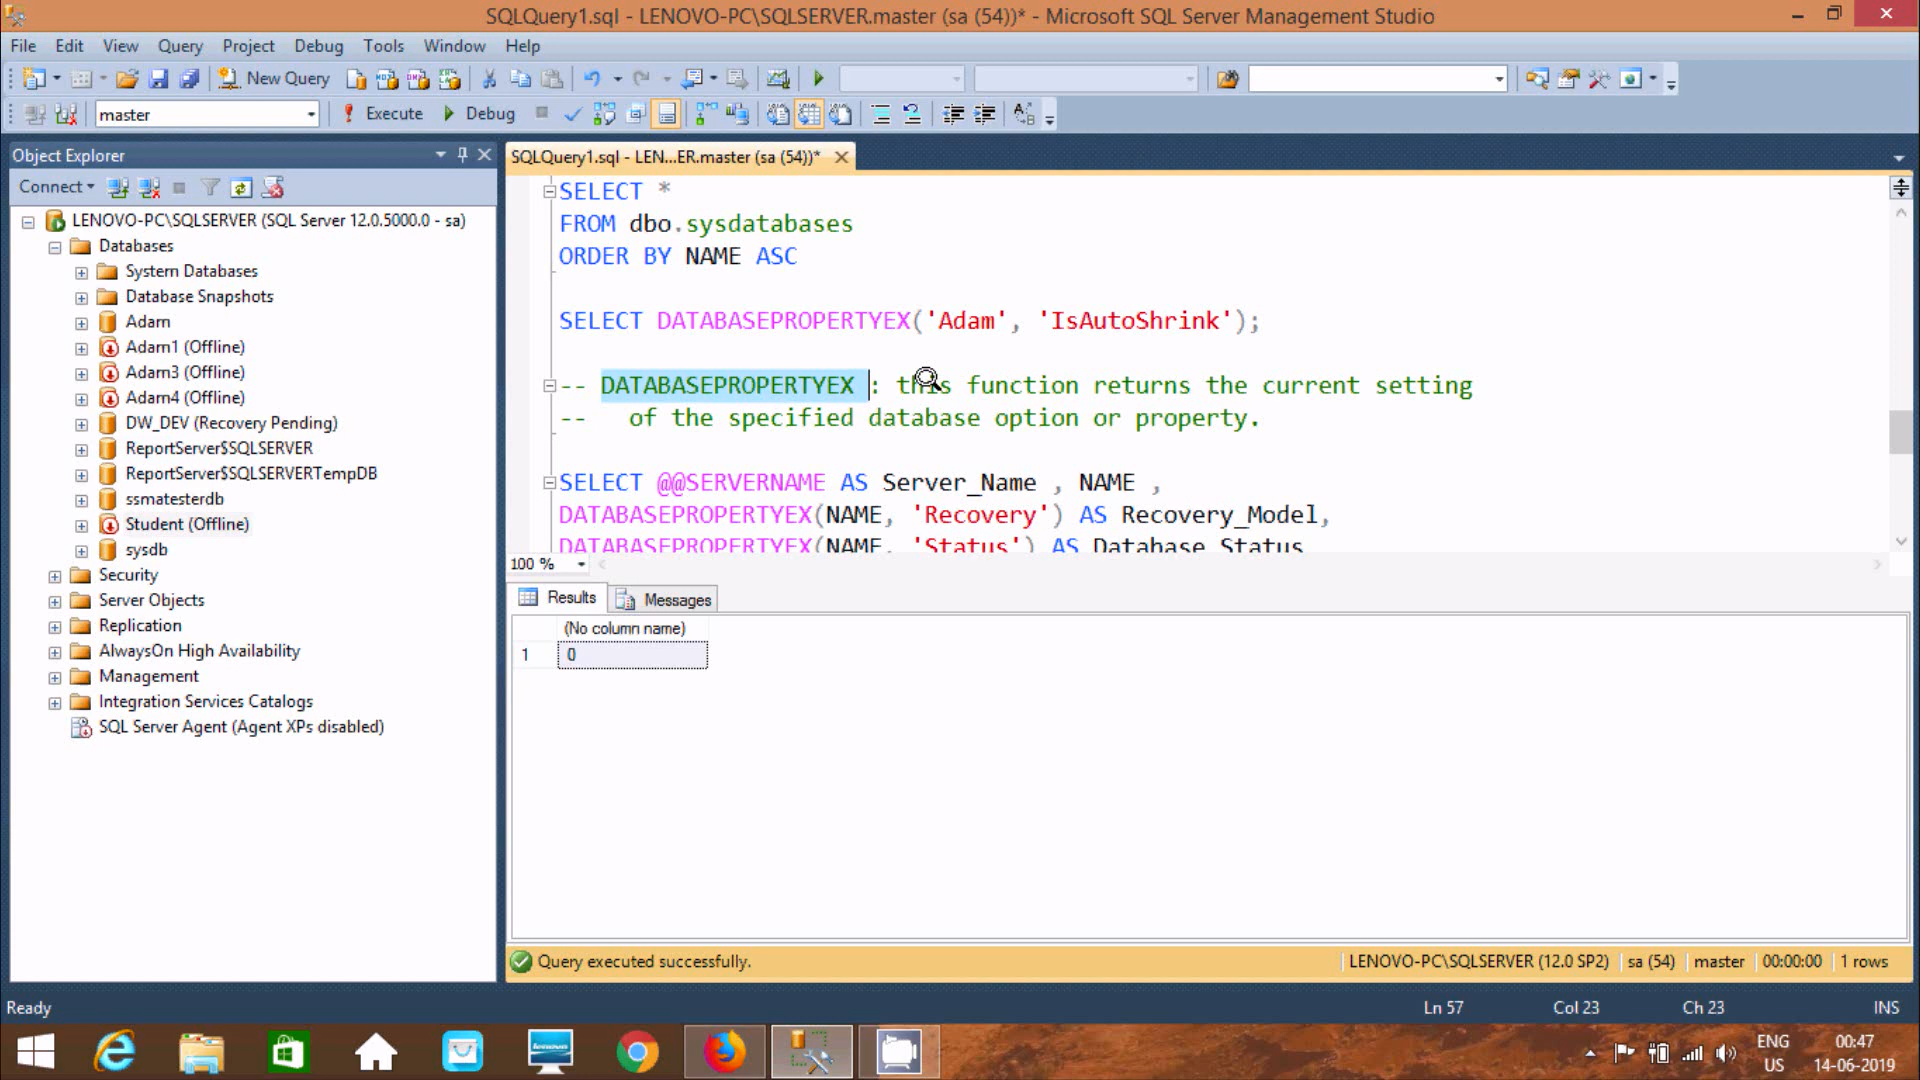 SQLQuery1.sql - LENOVO-PC\SQLSERVER.master (sa (54))* - Microsoft SQL Server Management Studio
File Edit View Query Project Debug Tools Window Help
New Query
master
Execute
Debug
Object Explorer
Connect
LENOVO-PC\SQLSERVER (SQL Server 12.0.5000.0 - sa)
Databases
System Databases
Database Snapshots
Adam
Adam1 (Offline)
Adam3 (Offline)
Adam4 (Offline)
DW_DEV (Recovery Pending)
ReportServer$SQLSERVER
ReportServer$SQLSERVERTempDB
ssmatesterdb
Student (Offline)
sysdb
Security
Server Objects
Replication
AlwaysOn High Availability
Management
Integration Services Catalogs
SQL Server Agent (Agent XPs disabled)
SQLQuery1.sql - LEN...ER.master (sa (54))*
SELECT *
FROM dbo.sysdatabases
ORDER BY NAME ASC
SELECT DATABASEPROPERTYEX('Adam', 'IsAutoShrink');
-- DATABASEPROPERTYEX : this function returns the current setting
-- of the specified database option or property.
SELECT @@SERVERNAME AS Server_Name , NAME ,
DATABASEPROPERTYEX(NAME, 'Recovery') AS Recovery_Model,
DATABASEPROPERTYEX(NAME, 'Status') AS Database_Status
100 %
Results
Messages
(No column name)
1 0
Query executed successfully.
LENOVO-PC\SQLSERVER (12.0 SP2) sa (54) master 00:00:00 1 rows
Ready
Ln 57 Col 23 Ch 23 INS
ENG
US
00:47
14-06-2019